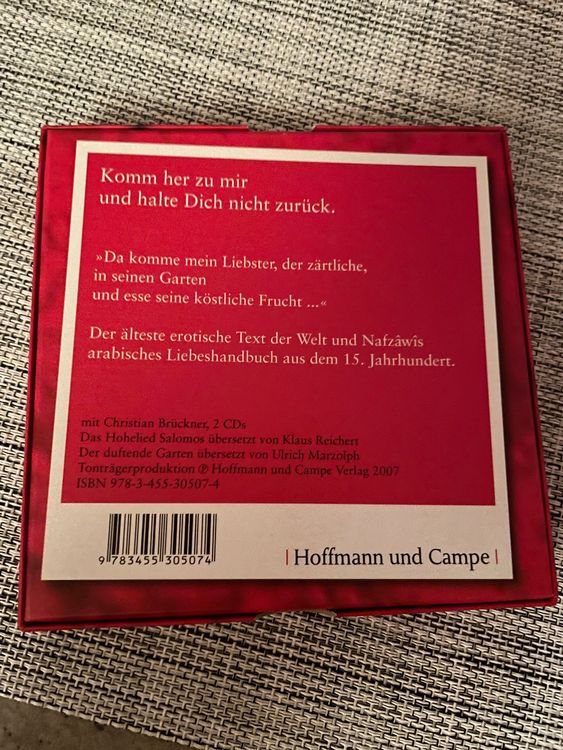 Komm her zu mir
und halte Dich nicht zurück.
»Da komme mein Liebster, der zärtliche,
in seinen Garten
und esse seine köstliche Frucht ...«
Der älteste erotische Text der Welt und Nafzâwîs
arabisches Liebeshandbuch aus dem 15. Jahrhundert.
mit Christian Brückner, 2 CDs
Das Hohelied Salomos übersetzt von Klaus Reichert
Der duftende Garten übersetzt von Ulrich Marzolph
Tonträgerproduktion ℗ Hoffmann und Campe Verlag 2007
ISBN 978-3-455-30507-4
9 783455 305074
| Hoffmann und Campe |